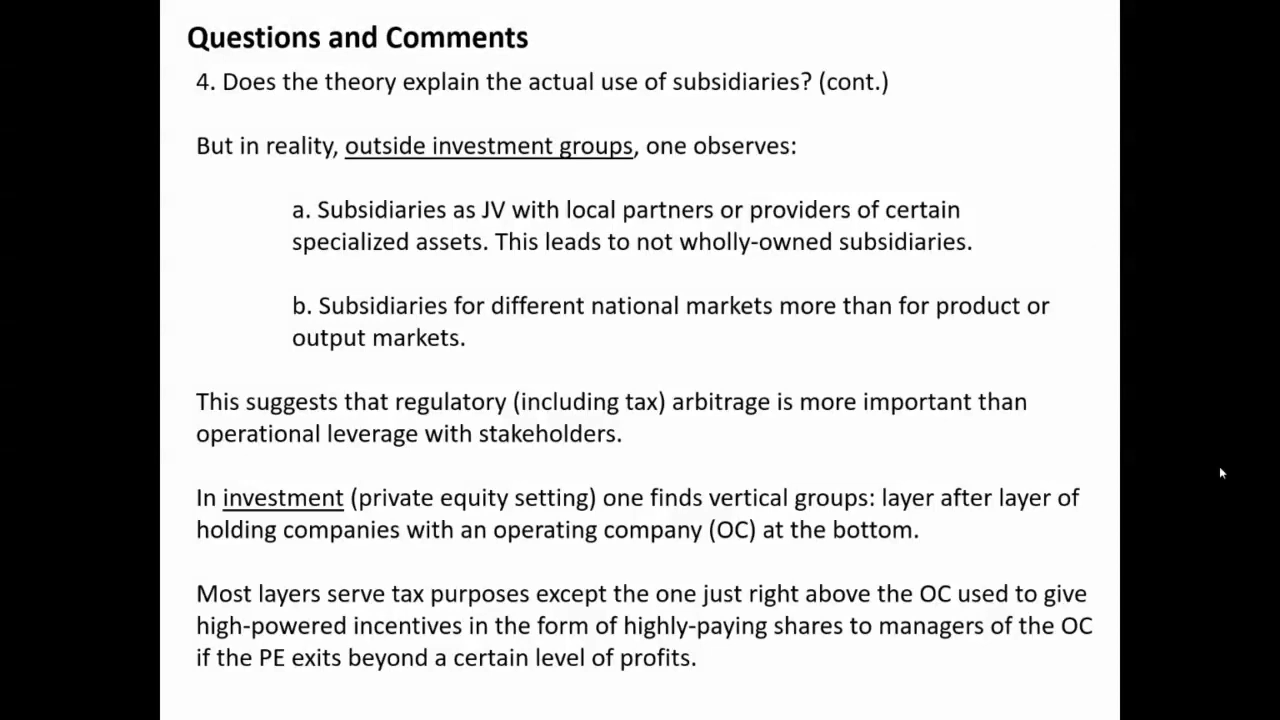 Questions and Comments
4. Does the theory explain the actual use of subsidiaries? (cont.)
But in reality, outside investment groups, one observes:
a. Subsidiaries as JV with local partners or providers of certain
specialized assets. This leads to not wholly-owned subsidiaries.
b. Subsidiaries for different national markets more than for product or
output markets.
This suggests that regulatory (including tax) arbitrage is more important than
operational leverage with stakeholders.
In investment (private equity setting) one finds vertical groups: layer after layer of
holding companies with an operating company (OC) at the bottom.
Most layers serve tax purposes except the one just right above the OC used to give
high-powered incentives in the form of highly-paying shares to managers of the OC
if the PE exits beyond a certain level of profits.